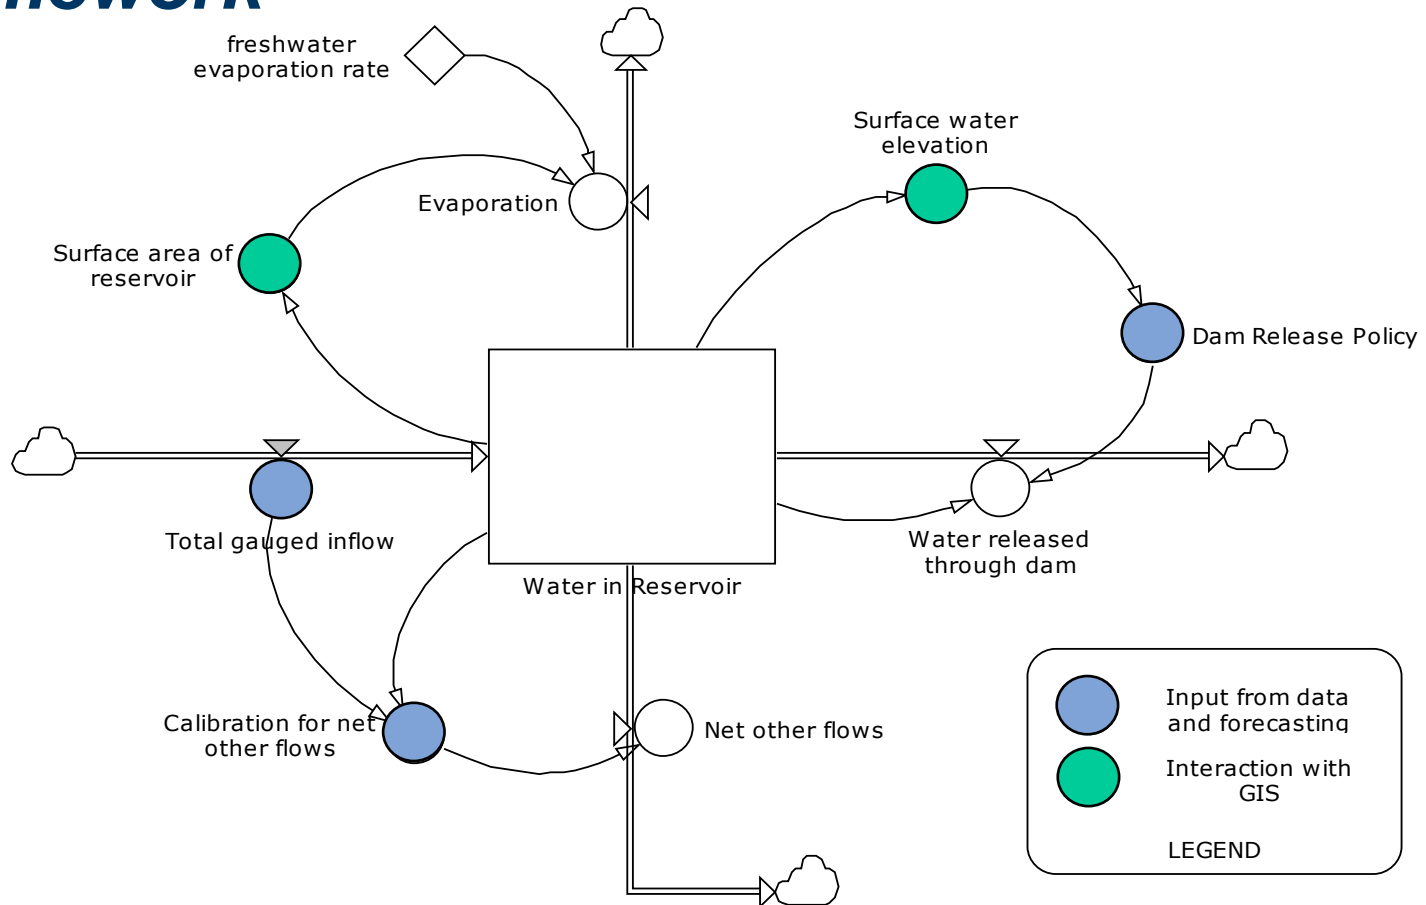 freshwater
evaporation rate
Surface water
elevation
Evaporation
Surface area of
reservoir
Dam Release Policy
Total gauged inflow
Water released
through dam
Water in Reservoir
Calibration for net
other flows
Net other flows
Input from data
and forecasting
Interaction with
GIS
LEGEND